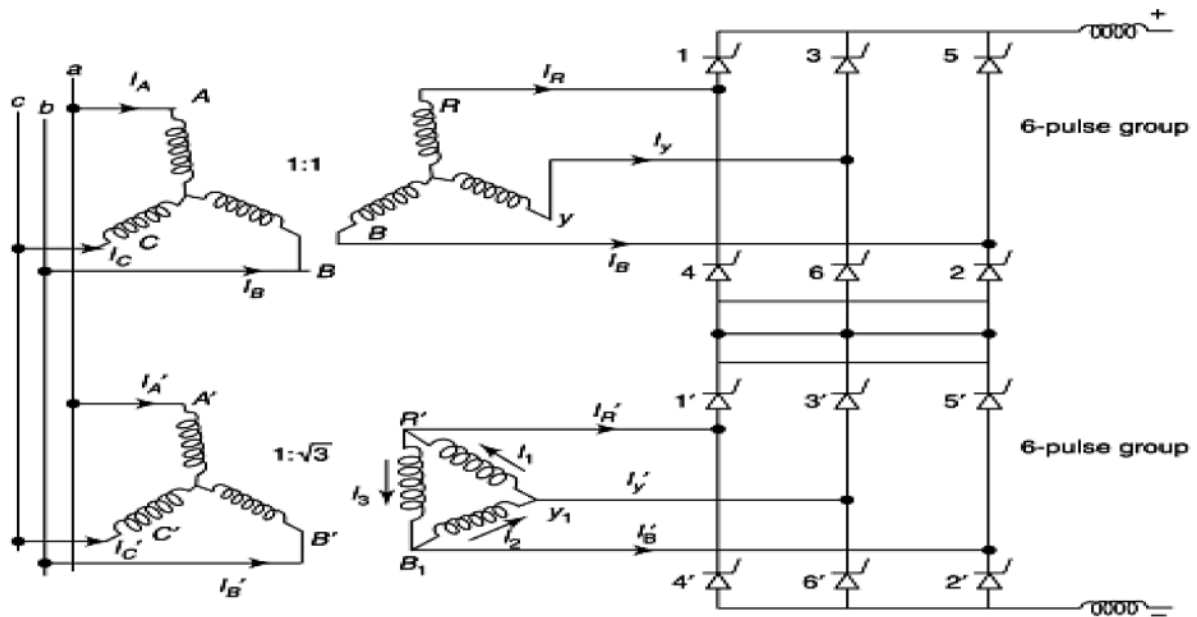 +
1
3
5
a
I_A
A
I_R
c
b
R
6-pulse group
1:1
I_y
C
I_C
B
I_B
B
y
I_B
4
6
2
I_A′
A′
1′
3′
5′
R′
I_R′
1:√3
I_1
6-pulse group
I_3
I_y′
y_1
C′
I_C′
B′
I_2
I_B′
B_1
I_B′
4′
6′
2′
−